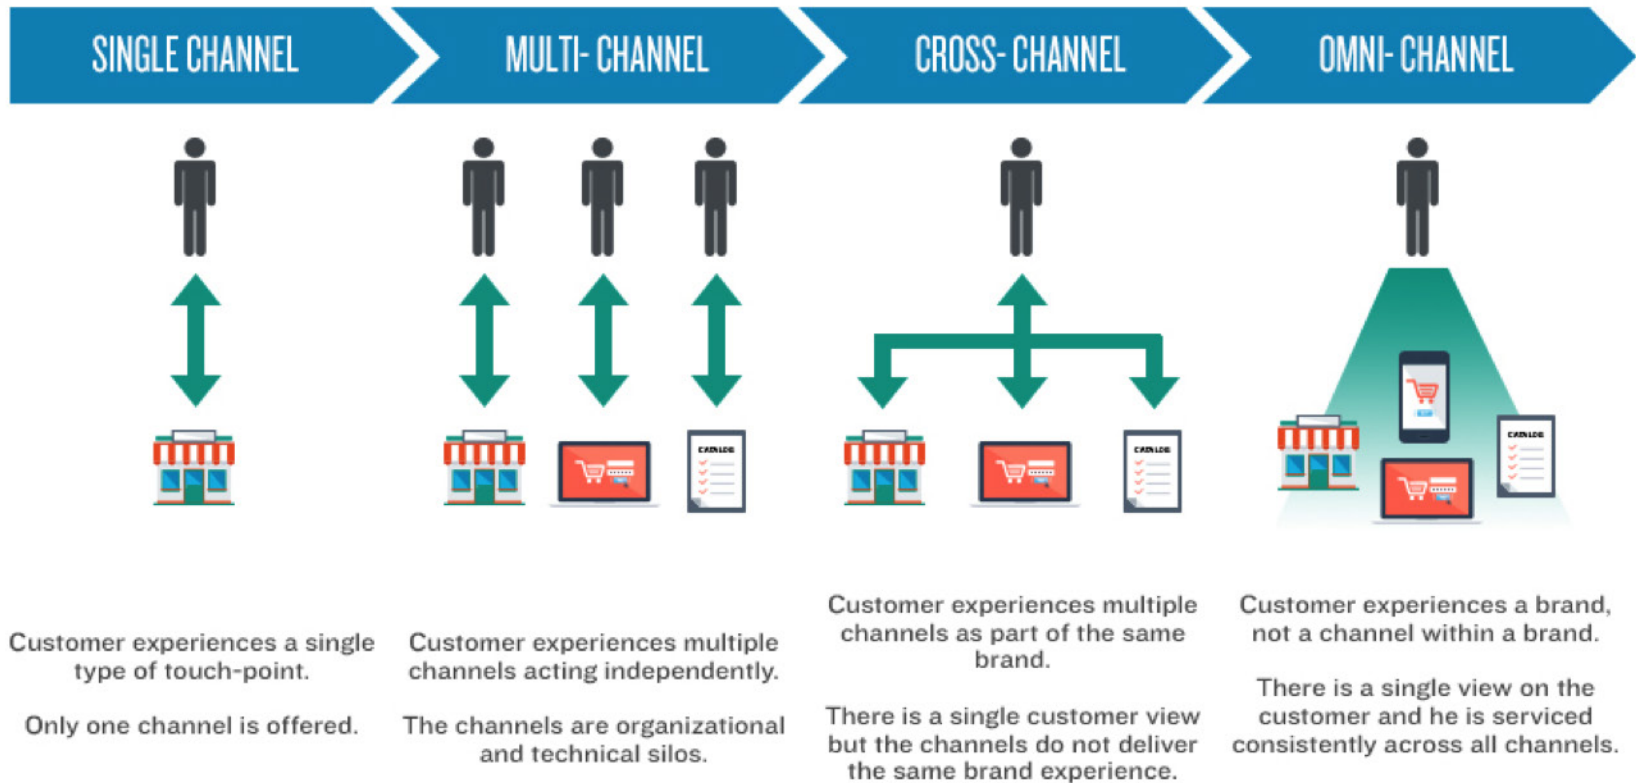 SINGLE CHANNEL
MULTI- CHANNEL
CROSS- CHANNEL
OMNI- CHANNEL
CATALOG
CATALOG
CATALOG
Customer experiences a single
type of touch-point.
Only one channel is offered.
Customer experiences multiple
channels acting independently.
The channels are organizational
and technical silos.
Customer experiences multiple
channels as part of the same
brand.
There is a single customer view
but the channels do not deliver
the same brand experience.
Customer experiences a brand,
not a channel within a brand.
There is a single view on the
customer and he is serviced
consistently across all channels.